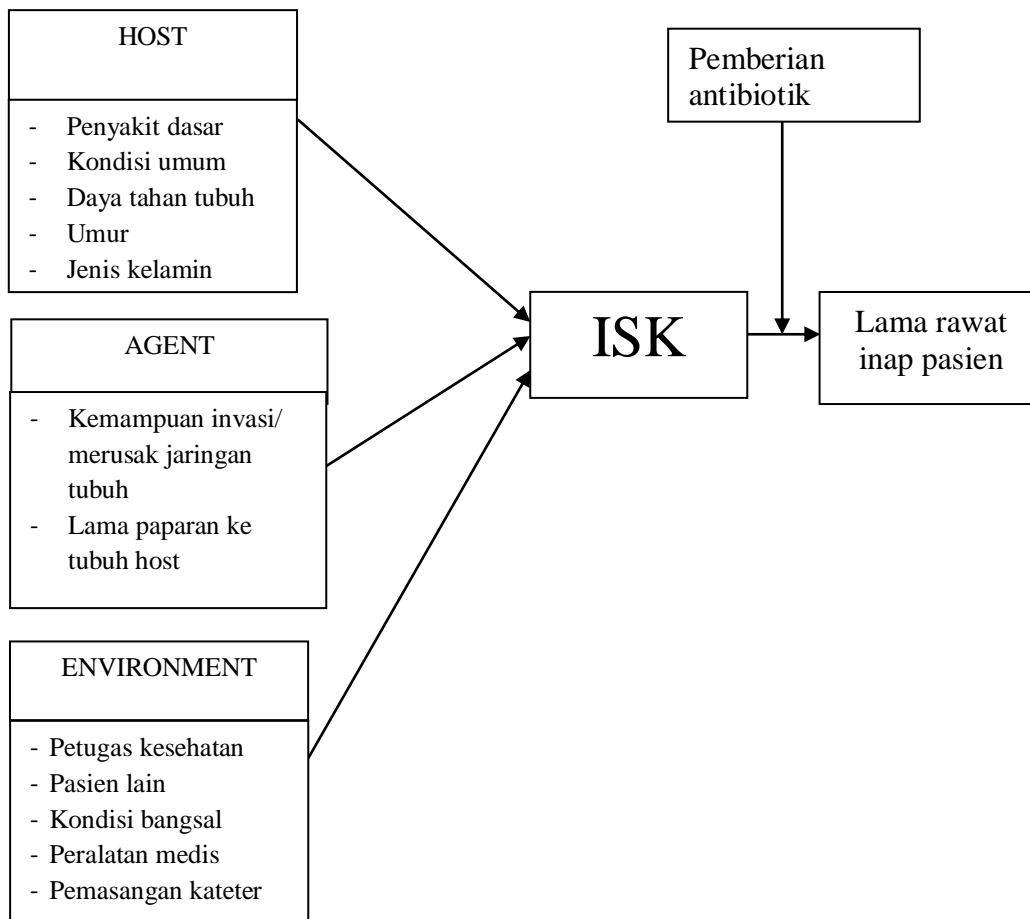 HOST
- Penyakit dasar
- Kondisi umum
- Daya tahan tubuh
- Umur
- Jenis kelamin
AGENT
- Kemampuan invasi/
merusak jaringan
tubuh
- Lama paparan ke
tubuh host
ENVIRONMENT
- Petugas kesehatan
- Pasien lain
- Kondisi bangsal
- Peralatan medis
- Pemasangan kateter
ISK
Pemberian
antibiotik
Lama rawat
inap pasien